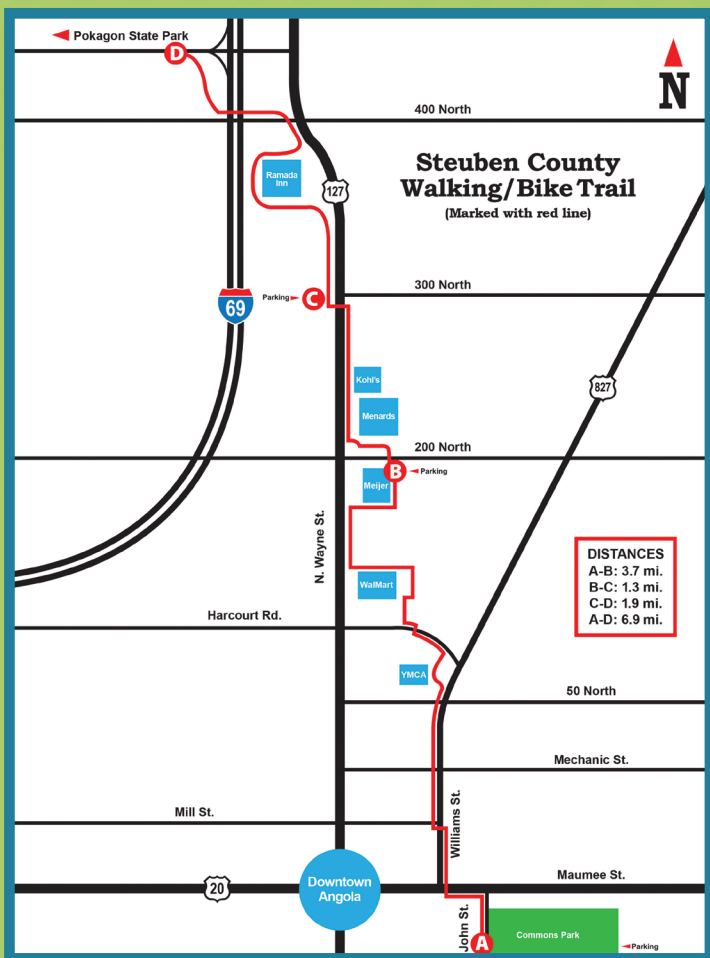 Pokagon State Park
D
N
400 North
Steuben County
Walking/Bike Trail
(Marked with red line)
Ramada
Inn
127
300 North
Parking
C
69
827
Kohl's
Menards
200 North
B
Parking
Meijer
N. Wayne St.
DISTANCES
A-B: 3.7 mi.
B-C: 1.3 mi.
C-D: 1.9 mi.
A-D: 6.9 mi.
WalMart
Harcourt Rd.
YMCA
50 North
Mechanic St.
Mill St.
Williams St.
Downtown
Angola
20
Maumee St.
John St.
A
Commons Park
Parking